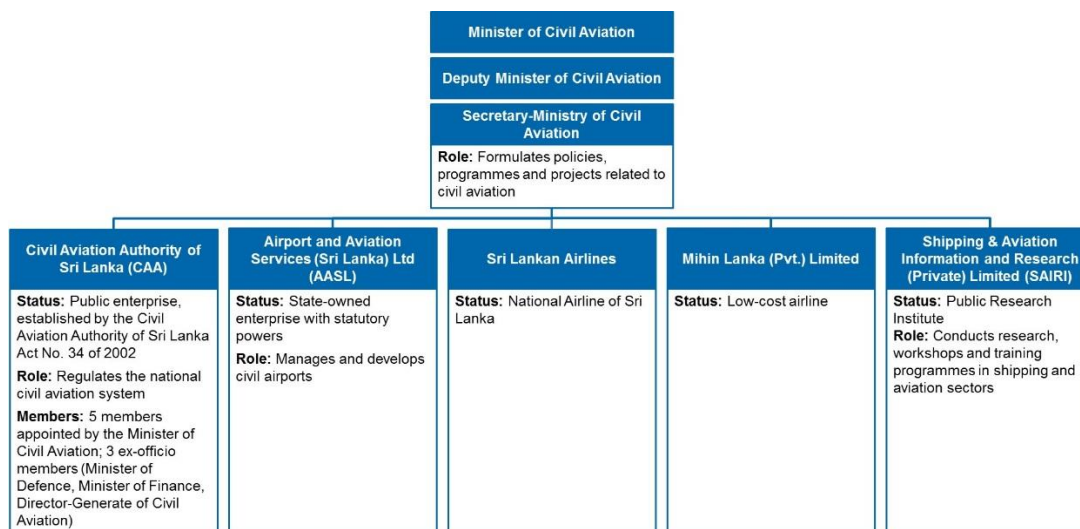 Minister of Civil Aviation
Deputy Minister of Civil Aviation
Secretary-Ministry of Civil
Aviation
Role: Formulates policies,
programmes and projects related to
civil aviation
Civil Aviation Authority of
Sri Lanka (CAA)
Status: Public enterprise,
established by the Civil
Aviation Authority of Sri Lanka
Act No. 34 of 2002
Role: Regulates the national
civil aviation system
Members: 5 members
appointed by the Minister of
Civil Aviation; 3 ex-officio
members (Minister of
Defence, Minister of Finance,
Director-Generate of Civil
Aviation)
Airport and Aviation
Services (Sri Lanka) Ltd
(AASL)
Status: State-owned
enterprise with statutory
powers
Role: Manages and develops
civil airports
Sri Lankan Airlines
Status: National Airline of Sri
Lanka
Mihin Lanka (Pvt.) Limited
Status: Low-cost airline
Shipping & Aviation
Information and Research
(Private) Limited (SAIRI)
Status: Public Research
Institute
Role: Conducts research,
workshops and training
programmes in shipping and
aviation sectors